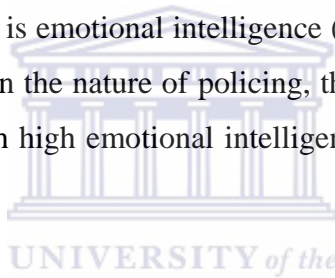 is emotional intelligence (
n the nature of policing, th
n high emotional intelligen
UNIVERSITY of the